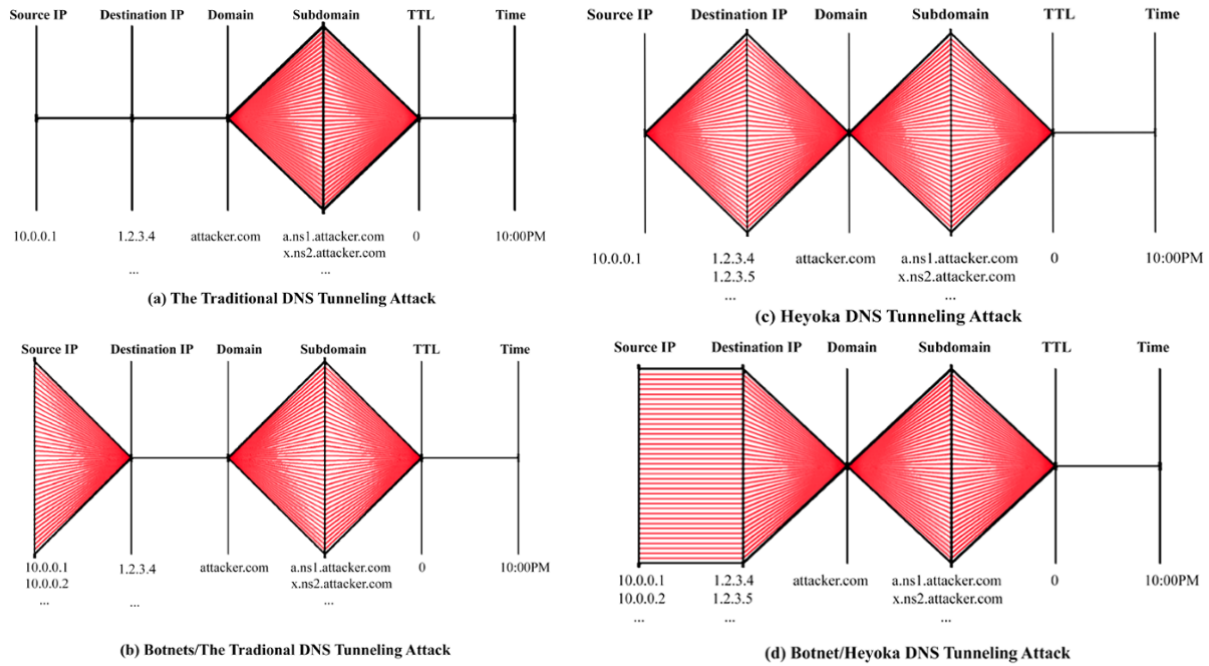 Source IP Destination IP Domain Subdomain TTL Time
10.0.0.1 1.2.3.4 attacker.com a.ns1.attacker.com 0 10:00PM
x.ns2.attacker.com
... ...
(a) The Traditional DNS Tunneling Attack
Source IP Destination IP Domain Subdomain TTL Time
10.0.0.1 1.2.3.4 attacker.com a.ns1.attacker.com 0 10:00PM
1.2.3.5 x.ns2.attacker.com
... ...
(c) Heyoka DNS Tunneling Attack
Source IP Destination IP Domain Subdomain TTL Time
10.0.0.1 1.2.3.4 attacker.com a.ns1.attacker.com 0 10:00PM
10.0.0.2 x.ns2.attacker.com
... ... ...
(b) Botnets/The Tradional DNS Tunneling Attack
Source IP Destination IP Domain Subdomain TTL Time
10.0.0.1 1.2.3.4 attacker.com a.ns1.attacker.com 0 10:00PM
10.0.0.2 1.2.3.5 x.ns2.attacker.com
... ... ...
(d) Botnet/Heyoka DNS Tunneling Attack